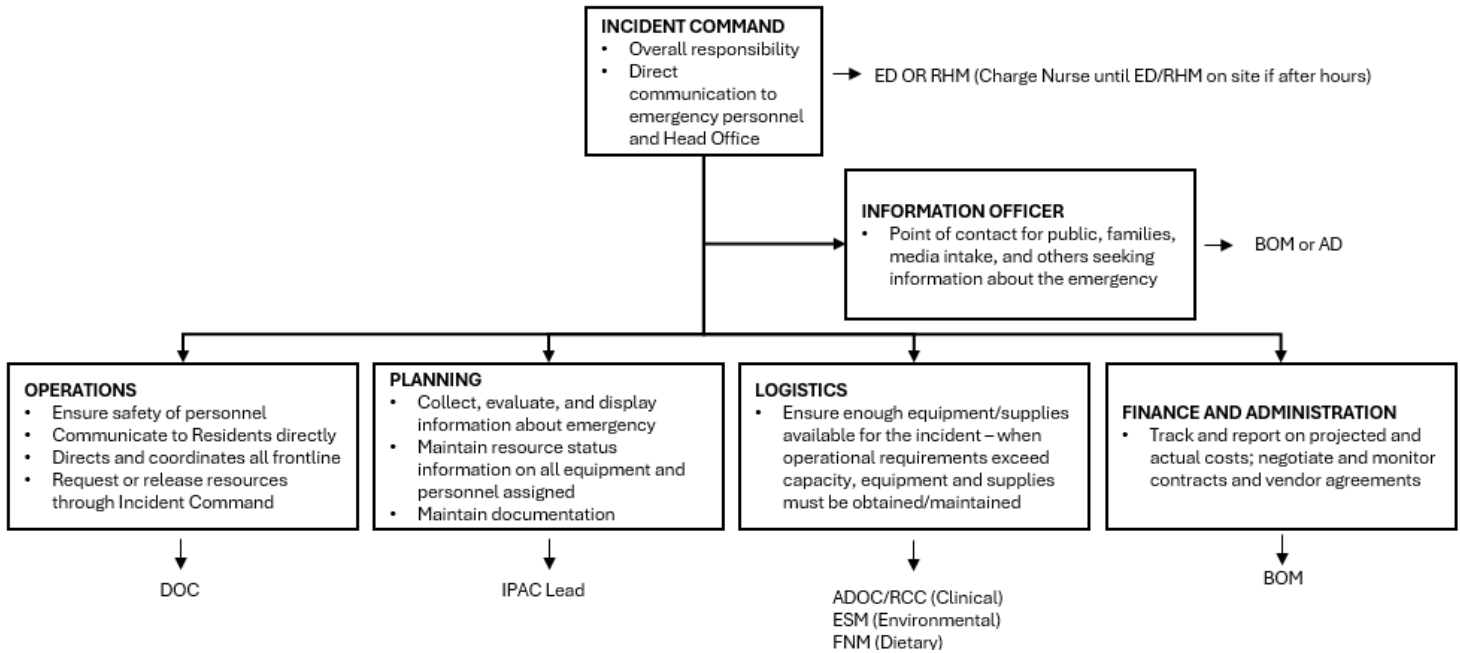 INCIDENT COMMAND
• Overall responsibility
• Direct
communication to
emergency personnel
and Head Office
ED OR RHM (Charge Nurse until ED/RHM on site if after hours)
INFORMATION OFFICER
• Point of contact for public, families,
media intake, and others seeking
information about the emergency
BOM or AD
OPERATIONS
• Ensure safety of personnel
• Communicate to Residents directly
• Directs and coordinates all frontline
• Request or release resources
through Incident Command
DOC
PLANNING
• Collect, evaluate, and display
information about emergency
• Maintain resource status
information on all equipment and
personnel assigned
• Maintain documentation
IPAC Lead
LOGISTICS
• Ensure enough equipment/supplies
available for the incident – when
operational requirements exceed
capacity, equipment and supplies
must be obtained/maintained
ADOC/RCC (Clinical)
ESM (Environmental)
FNM (Dietary)
FINANCE AND ADMINISTRATION
• Track and report on projected and
actual costs; negotiate and monitor
contracts and vendor agreements
BOM